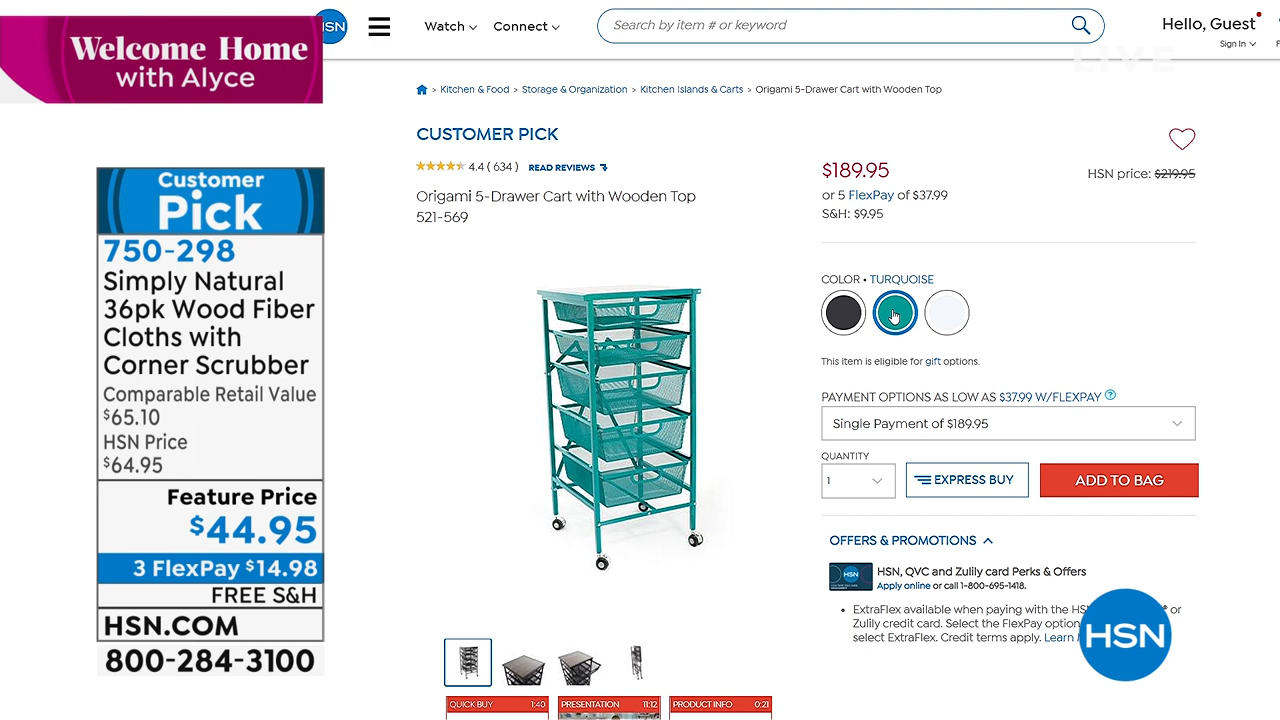 Welcome Home
with Alyce
Customer
Pick
750-298
Simply Natural
36pk Wood Fiber
Cloths with
Corner Scrubber
Comparable Retail Value
$65.10
HSN Price
$64.95
Feature Price
$44.95
3 FlexPay $14.98
FREE S&H
HSN.COM
800-284-3100
HSN
Watch
Connect
Search by item # or keyword
Hello, Guest
Sign In
LIVE
> Kitchen & Food > Storage & Organization > Kitchen Islands & Carts > Origami 5-Drawer Cart with Wooden Top
CUSTOMER PICK
4.4 ( 634 ) READ REVIEWS
Origami 5-Drawer Cart with Wooden Top
521-569
QUICK BUY 1:40
PRESENTATION 11:12
PRODUCT INFO 0:21
$189.95
HSN price: $219.95
or 5 FlexPay of $37.99
S&H: $9.95
COLOR • TURQUOISE
This item is eligible for gift options.
PAYMENT OPTIONS AS LOW AS $37.99 W/FLEXPAY ?
Single Payment of $189.95
QUANTITY
1
EXPRESS BUY
ADD TO BAG
OFFERS & PROMOTIONS
HSN
HSN, QVC and Zulily card Perks & Offers
Apply online or call 1-800-695-1418.
• ExtraFlex available when paying with the HS or
Zulily credit card. Select the FlexPay option
select ExtraFlex. Credit terms apply. Learn
HSN